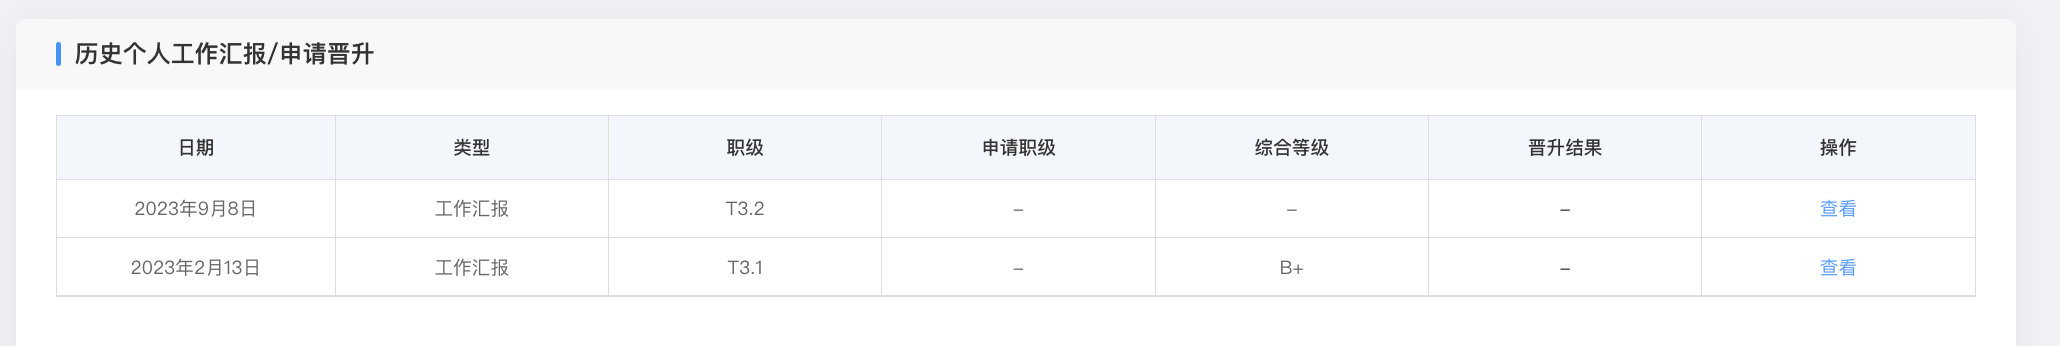 历史个人工作汇报/申请晋升
日期 类型 职级 申请职级 综合等级 晋升结果 操作
2023年9月8日 工作汇报 T3.2 – – – 查看
2023年2月13日 工作汇报 T3.1 – B+ – 查看